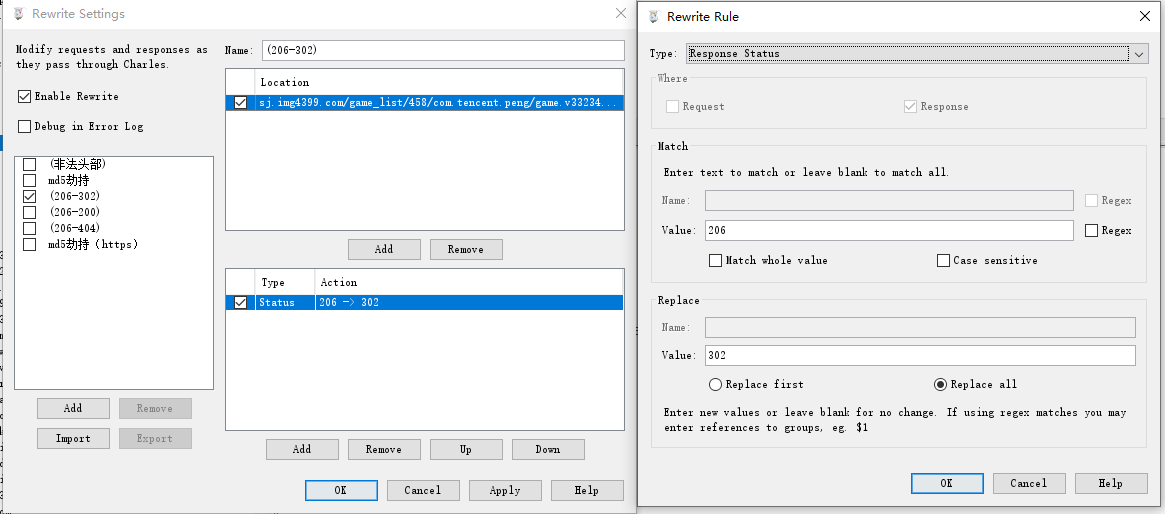 Rewrite Settings
Modify requests and responses as
they pass through Charles.
Enable Rewrite
Debug in Error Log
(非法头部)
md5劫持
(206-302)
(206-200)
(206-404)
md5劫持（https）
Add
Remove
Import
Export
Name:
(206-302)
Location
sj.img4399.com/game_list/458/com.tencent.peng/game.v33234...
Add
Remove
Type
Action
Status
206 -> 302
Add
Remove
Up
Down
OK
Cancel
Apply
Help
Rewrite Rule
Type:
Response Status
Where
Request
Response
Match
Enter text to match or leave blank to match all.
Name:
Regex
Value:
206
Regex
Match whole value
Case sensitive
Replace
Name:
Value:
302
Replace first
Replace all
Enter new values or leave blank for no change. If using regex matches you may
enter references to groups, eg. $1
OK
Cancel
Help